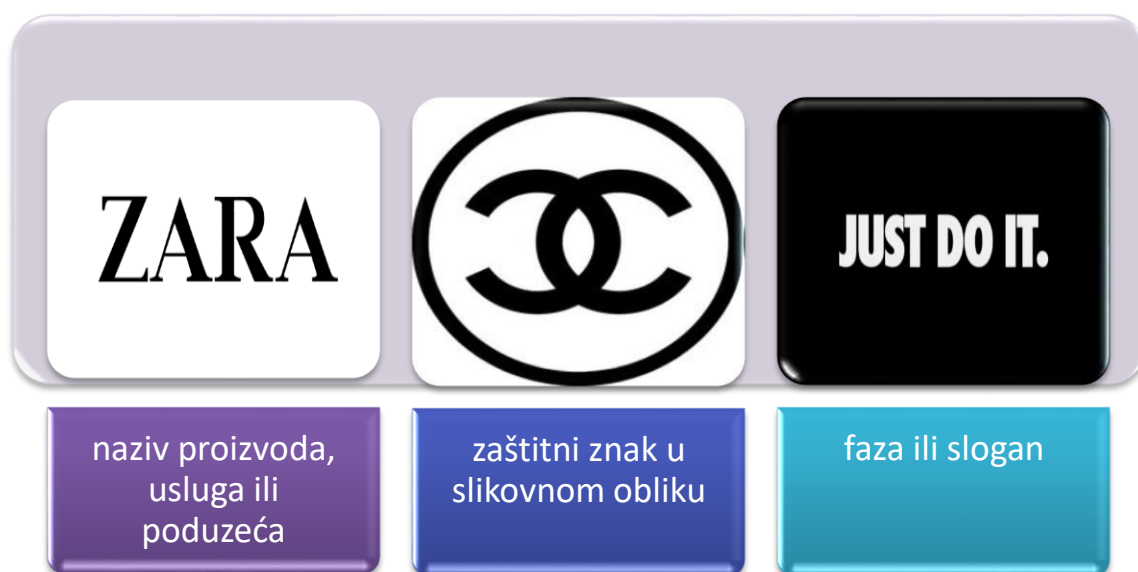 ZARA
JUST DO IT.
naziv proizvoda,
usluga ili
poduzeća
zaštitni znak u
slikovnom obliku
faza ili slogan